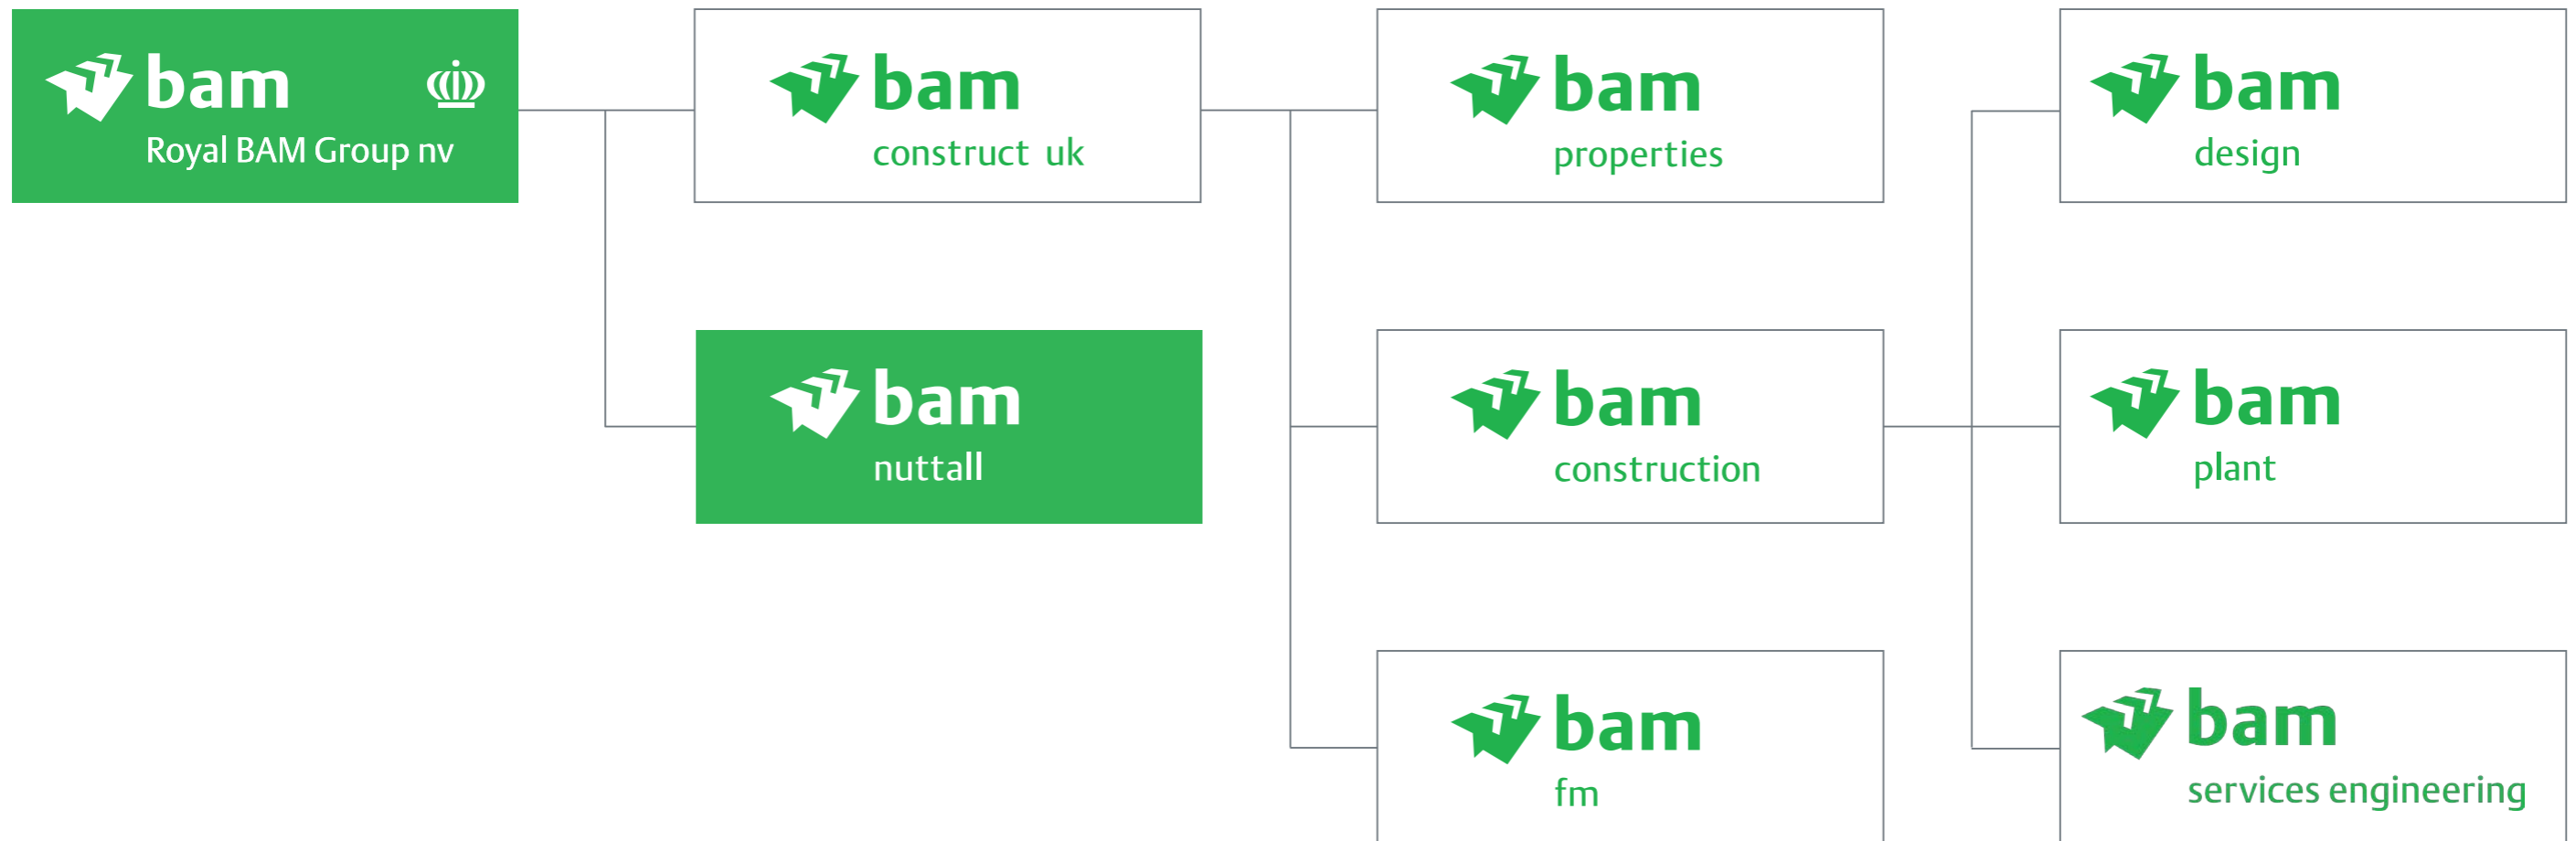 bam
Royal BAM Group nv
bam
construct uk
bam
properties
bam
design
bam
nuttall
bam
construction
bam
plant
bam
fm
bam
services engineering